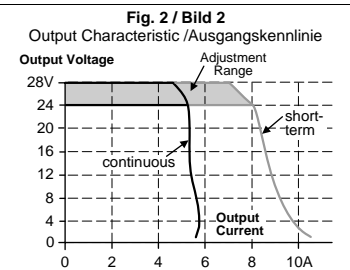 Fig. 2 / Bild 2
Output Characteristic /Ausgangskennlinie
Output Voltage
Adjustment
Range
28V
24
20
16
12
8
4
0
continuous
short-
term
Output
Current
0 2 4 6 8 10A